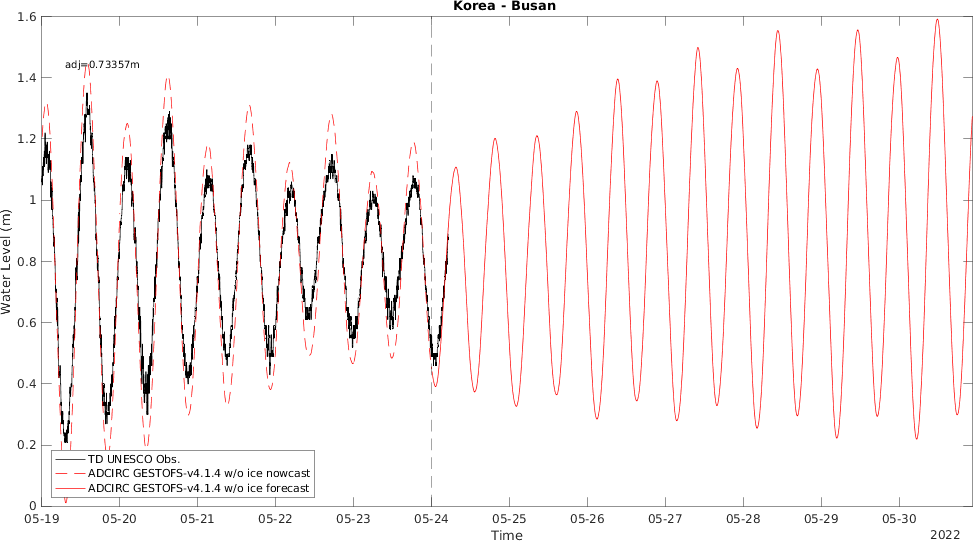 Korea - Busan
adj=0.73357m
1.6
1.4
1.2
1
0.8
0.6
0.4
0.2
0
Water Level (m)
TD UNESCO Obs.
ADCIRC GESTOFS-v4.1.4 w/o ice nowcast
ADCIRC GESTOFS-v4.1.4 w/o ice forecast
05-19 05-20 05-21 05-22 05-23 05-24 05-25 05-26 05-27 05-28 05-29 05-30
Time
2022